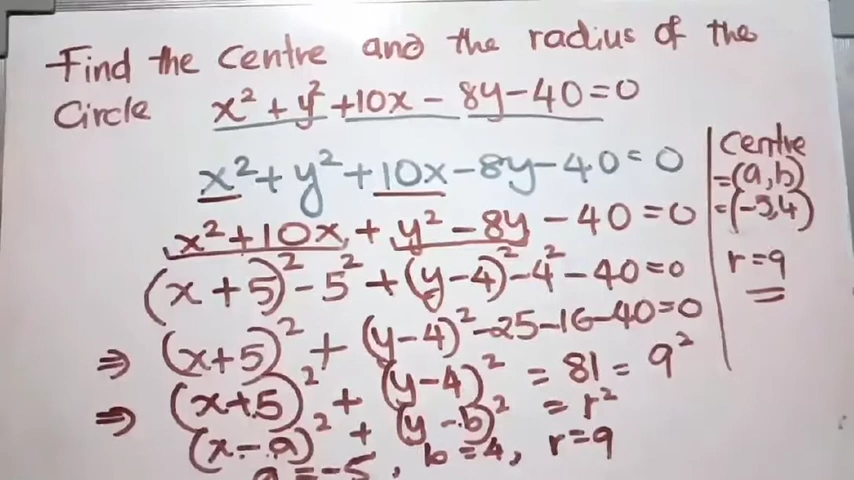 Find the centre and the radius of the
Circle x² + y² + 10x - 8y - 40 = 0
x² + y² + 10x - 8y - 40 = 0
x² + 10x + y² - 8y - 40 = 0
(x + 5)² - 5² + (y - 4)² - 4² - 40 = 0
⇒ (x + 5)² + (y - 4)² - 25 - 16 - 40 = 0
⇒ (x + 5)² + (y - 4)² = 81 = 9²
(x - a)² + (y - b)² = r²
a = -5, b = 4, r = 9
Centre
= (a, b)
= (-5, 4)
r = 9